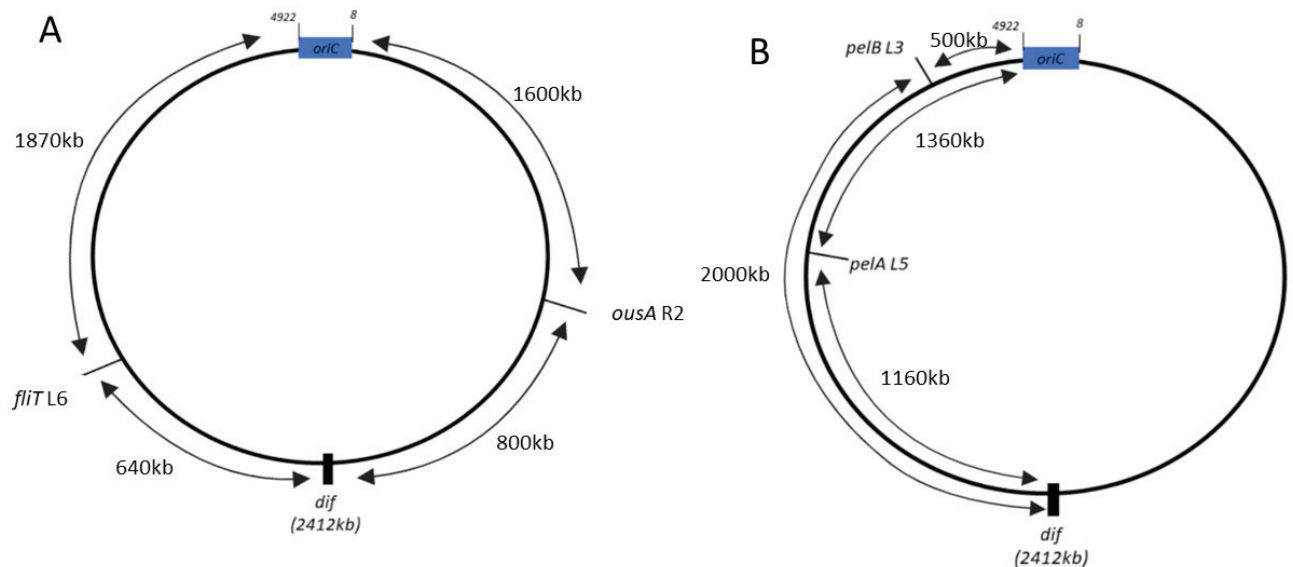 A
4922
8
oriC
1600kb
1870kb
ousA R2
fliT L6
800kb
640kb
dif
(2412kb)
B
pelB L3
500kb
4922
8
oriC
1360kb
pelA L5
2000kb
1160kb
dif
(2412kb)